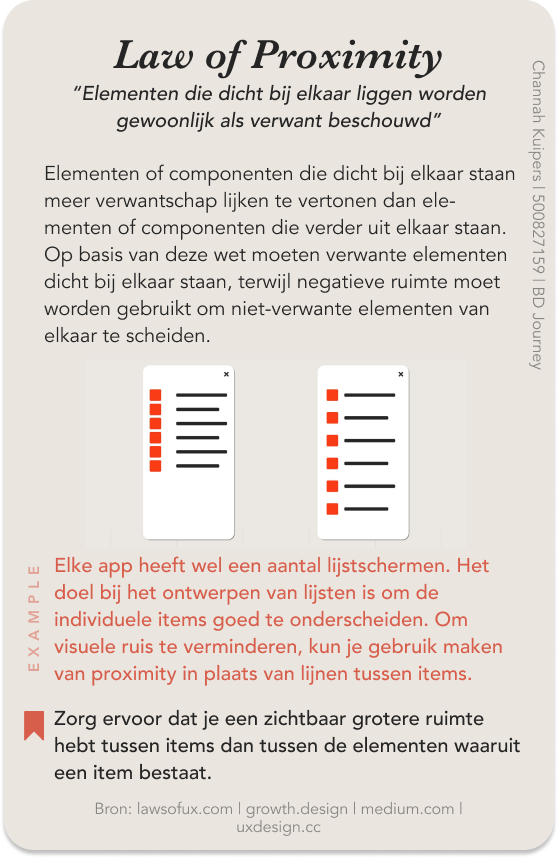 Law of Proximity
“Elementen die dicht bij elkaar liggen worden
gewoonlijk als verwant beschouwd”
Channah Kuipers | 500827159 | BD Journey
Elementen of componenten die dicht bij elkaar staan
meer verwantschap lijken te vertonen dan ele-
menten of componenten die verder uit elkaar staan.
Op basis van deze wet moeten verwante elementen
dicht bij elkaar staan, terwijl negatieve ruimte moet
worden gebruikt om niet-verwante elementen van
elkaar te scheiden.
EXAMPLE
Elke app heeft wel een aantal lijstschermen. Het
doel bij het ontwerpen van lijsten is om de
individuele items goed te onderscheiden. Om
visuele ruis te verminderen, kun je gebruik maken
van proximity in plaats van lijnen tussen items.
Zorg ervoor dat je een zichtbaar grotere ruimte
hebt tussen items dan tussen de elementen waaruit
een item bestaat.
Bron: lawsofux.com | growth.design | medium.com |
uxdesign.cc